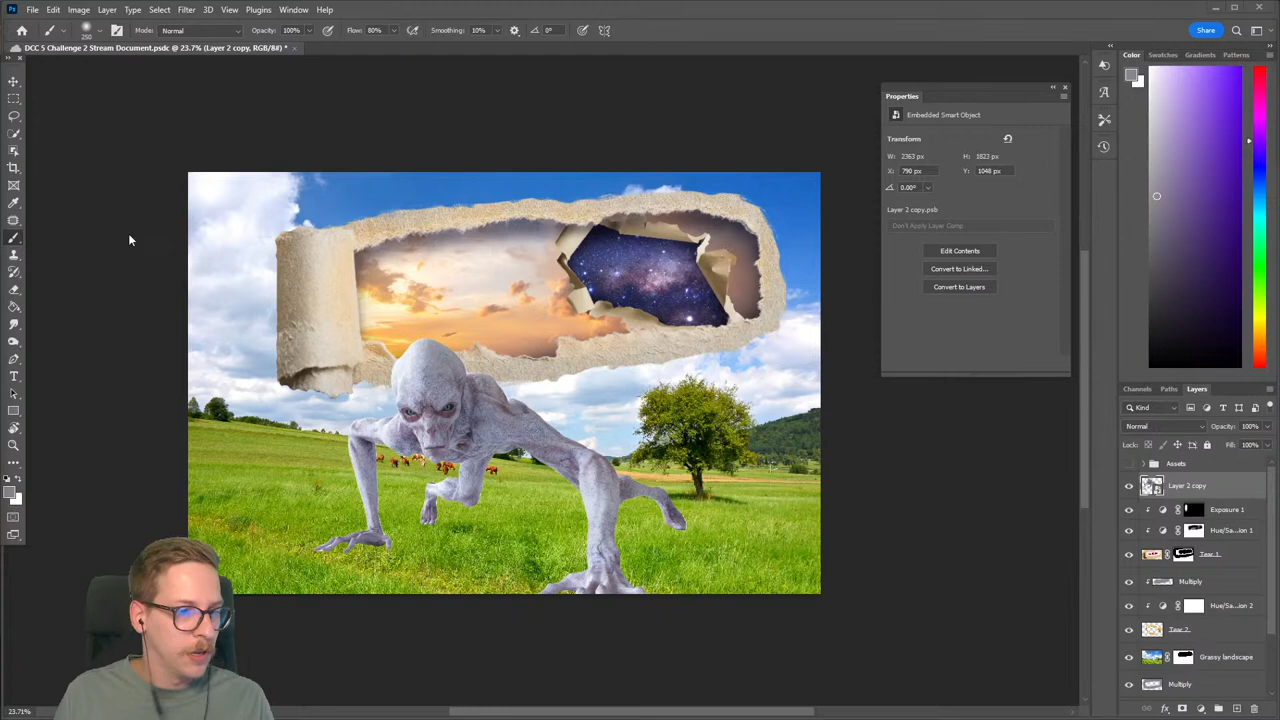 File Edit Image Layer Type Select Filter 3D View Plugins Window Help
250 Mode: Normal Opacity: 100% Flow: 80% Smoothing: 10% 0° Share
DCC 5 Challenge 2 Stream Document.psdc @ 23.7% (Layer 2 copy, RGB/8#) *
Color Swatches Gradients Patterns
Properties
Embedded Smart Object
Transform
W: 2363 px H: 3823 px
X: 790 px Y: 1048 px
0.00°
Layer 2 copy.psb
Don't Apply Layer Comp
Edit Contents
Convert to Linked...
Convert to Layers
Channels Paths Layers
Kind
Normal Opacity: 100%
Lock: Fill: 100%
Assets
Layer 2 copy
Exposure 1
Hue/Sa...ion 1
Tear 1
Multiply
Hue/Sa...ion 2
Tear 2
Grassy landscape
Multiply
23.71%